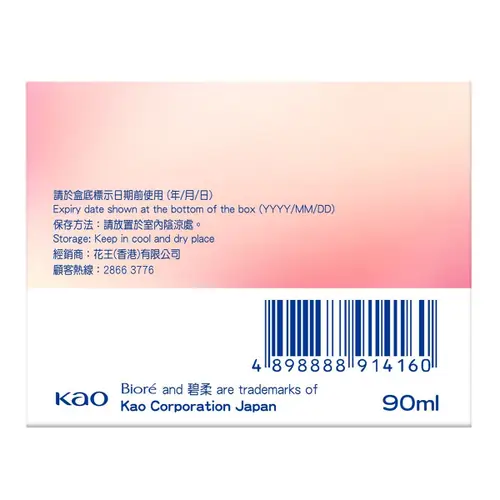 請於盒底標示日期前使用 (年/月/日)
Expiry date shown at the bottom of the box (YYYY/MM/DD)
保存方法：請放置於室內陰涼處。
Storage: Keep in cool and dry place
經銷商：花王(香港)有限公司
顧客熱線：2866 3776
4 898888 914160
Kao
Bioré and 碧柔 are trademarks of
Kao Corporation Japan
90ml